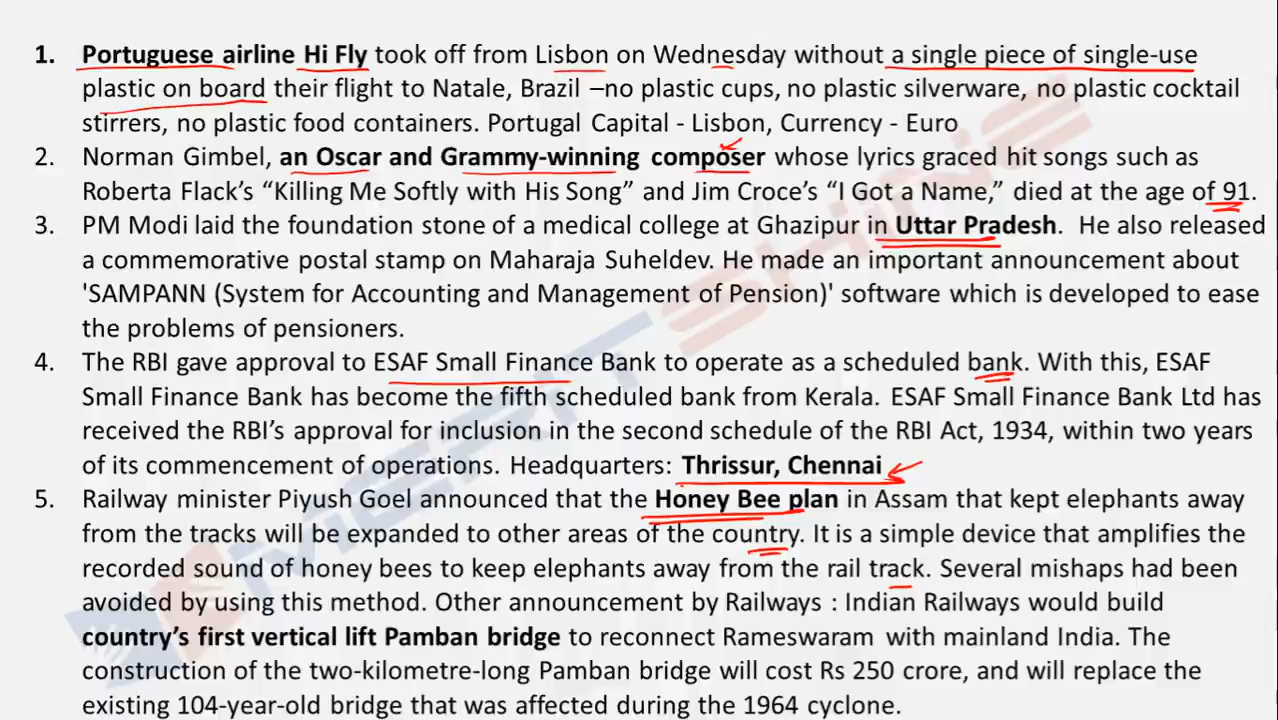 1. Portuguese airline Hi Fly took off from Lisbon on Wednesday without a single piece of single-use
plastic on board their flight to Natale, Brazil –no plastic cups, no plastic silverware, no plastic cocktail
stirrers, no plastic food containers. Portugal Capital - Lisbon, Currency - Euro
2. Norman Gimbel, an Oscar and Grammy-winning composer whose lyrics graced hit songs such as
Roberta Flack's “Killing Me Softly with His Song” and Jim Croce's “I Got a Name,” died at the age of 91.
3. PM Modi laid the foundation stone of a medical college at Ghazipur in Uttar Pradesh. He also released
a commemorative postal stamp on Maharaja Suheldev. He made an important announcement about
'SAMPANN (System for Accounting and Management of Pension)' software which is developed to ease
the problems of pensioners.
4. The RBI gave approval to ESAF Small Finance Bank to operate as a scheduled bank. With this, ESAF
Small Finance Bank has become the fifth scheduled bank from Kerala. ESAF Small Finance Bank Ltd has
received the RBI's approval for inclusion in the second schedule of the RBI Act, 1934, within two years
of its commencement of operations. Headquarters: Thrissur, Chennai
5. Railway minister Piyush Goel announced that the Honey Bee plan in Assam that kept elephants away
from the tracks will be expanded to other areas of the country. It is a simple device that amplifies the
recorded sound of honey bees to keep elephants away from the rail track. Several mishaps had been
avoided by using this method. Other announcement by Railways : Indian Railways would build
country's first vertical lift Pamban bridge to reconnect Rameswaram with mainland India. The
construction of the two-kilometre-long Pamban bridge will cost Rs 250 crore, and will replace the
existing 104-year-old bridge that was affected during the 1964 cyclone.
MERITSHINE